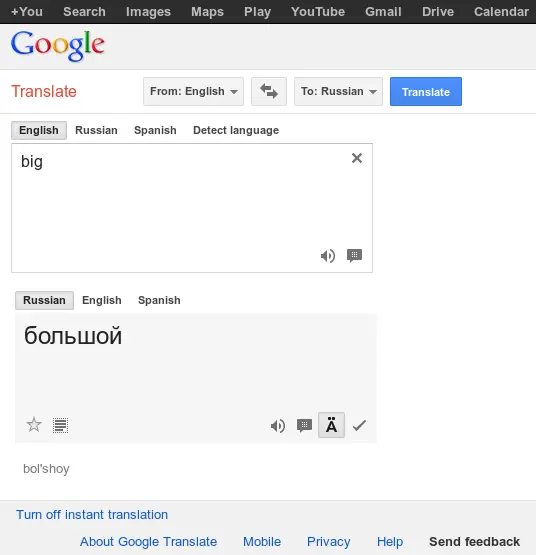 +You Search Images Maps Play YouTube Gmail Drive Calendar
Google
Translate From: English To: Russian Translate
English Russian Spanish Detect language
big
Russian English Spanish
большой
Ä
bol'shoy
Turn off instant translation
About Google Translate Mobile Privacy Help Send feedback